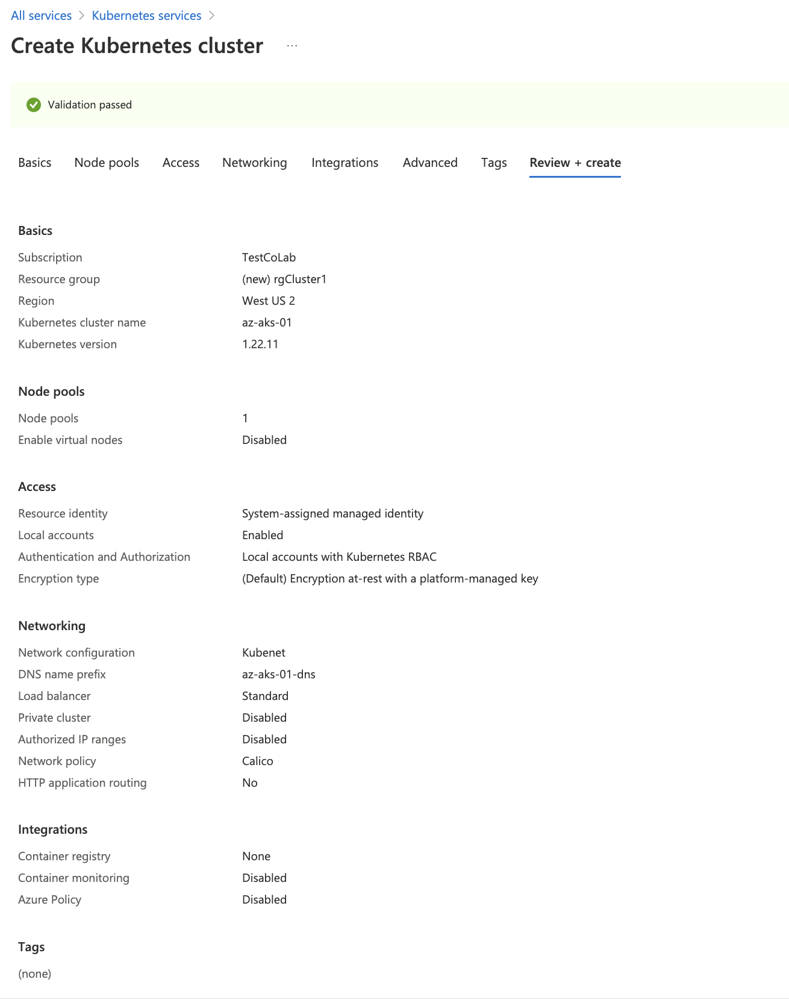 All services > Kubernetes services >
Create Kubernetes cluster ...
Validation passed
Basics Node pools Access Networking Integrations Advanced Tags Review + create
Basics
Subscription TestCoLab
Resource group (new) rgCluster1
Region West US 2
Kubernetes cluster name az-aks-01
Kubernetes version 1.22.11
Node pools
Node pools 1
Enable virtual nodes Disabled
Access
Resource identity System-assigned managed identity
Local accounts Enabled
Authentication and Authorization Local accounts with Kubernetes RBAC
Encryption type (Default) Encryption at-rest with a platform-managed key
Networking
Network configuration Kubenet
DNS name prefix az-aks-01-dns
Load balancer Standard
Private cluster Disabled
Authorized IP ranges Disabled
Network policy Calico
HTTP application routing No
Integrations
Container registry None
Container monitoring Disabled
Azure Policy Disabled
Tags
(none)